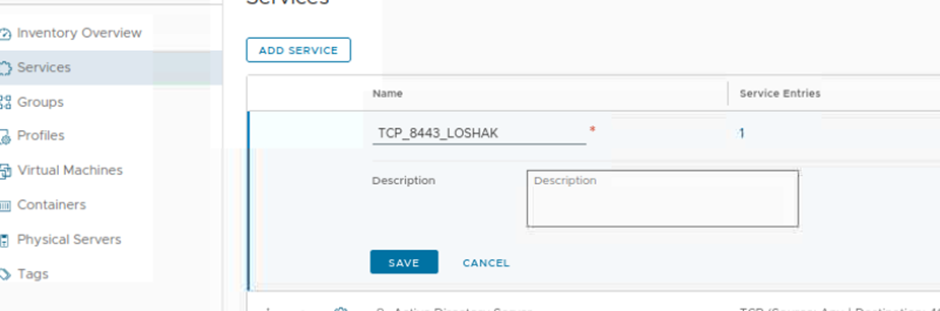 Services
Inventory Overview
Services
Groups
Profiles
Virtual Machines
Containers
Physical Servers
Tags
ADD SERVICE
Name
Service Entries
TCP_8443_LOSHAK *
1
Description
Description
SAVE
CANCEL